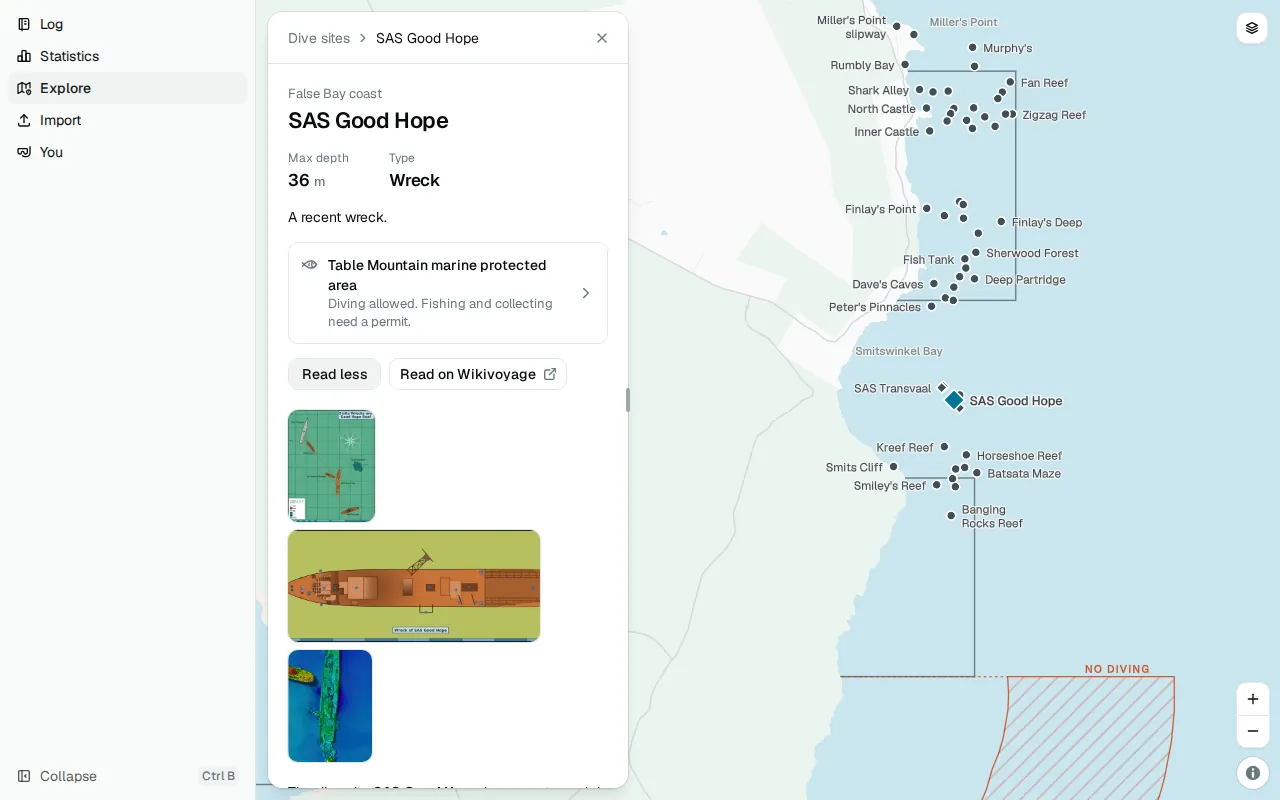 Log
Statistics
Explore
Import
You
Collapse
Ctrl B
Dive sites
SAS Good Hope
False Bay coast
SAS Good Hope
Max depth
Type
36 m
Wreck
A recent wreck.
Table Mountain marine protected
area
Diving allowed. Fishing and collecting
need a permit.
Read less
Read on Wikivoyage
Wreck of SAS Good Hope
Miller's Point
slipway
Miller's Point
Murphy's
Rumbly Bay
Fan Reef
Shark Alley
North Castle
Zigzag Reef
Inner Castle
Finlay's Point
Finlay's Deep
Sherwood Forest
Fish Tank
Deep Partridge
Dave's Caves
Peter's Pinnacles
Smitswinkel Bay
SAS Transvaal
SAS Good Hope
Kreef Reef
Horseshoe Reef
Smits Cliff
Batsata Maze
Smiley's Reef
Banging
Rocks Reef
NO DIVING